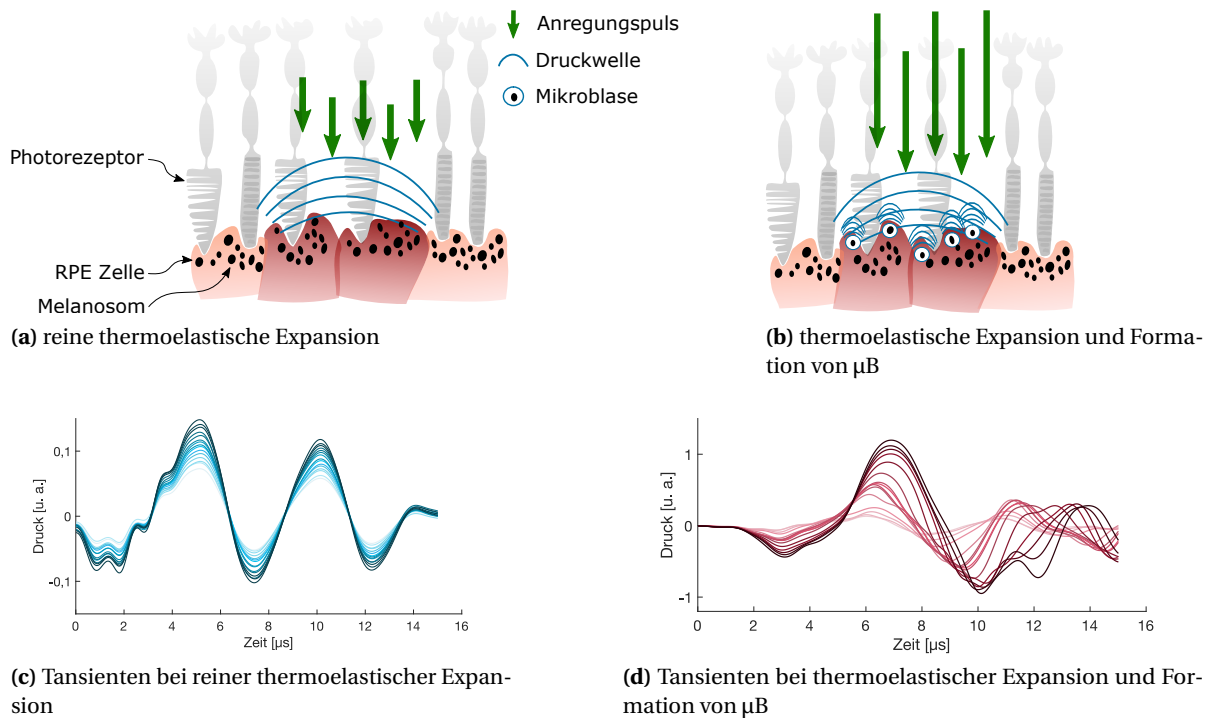 Anregungspuls
Druckwelle
Mikroblase
Photorezeptor
RPE Zelle
Melanosom
(a) reine thermoelastische Expansion
(b) thermoelastische Expansion und Forma-
tion von µB
0,1
0
-0,1
Druck [u. a.]
0 2 4 6 8 10 12 14 16
Zeit [µs]
(c) Tansienten bei reiner thermoelastischer Expan-
sion
1
0
-1
Druck [u. a.]
0 2 4 6 8 10 12 14 16
Zeit [µs]
(d) Tansienten bei thermoelastischer Expansion und For-
mation von µB